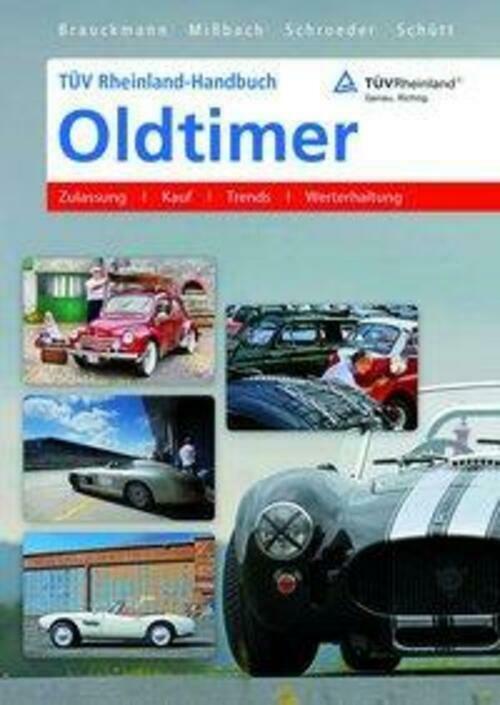 Brauckmann Mißbach Schroeder Schütt
TÜV Rheinland-Handbuch
TÜVRheinland®
Genau. Richtig.
Oldtimer
Zulassung | Kauf | Trends | Werterhaltung